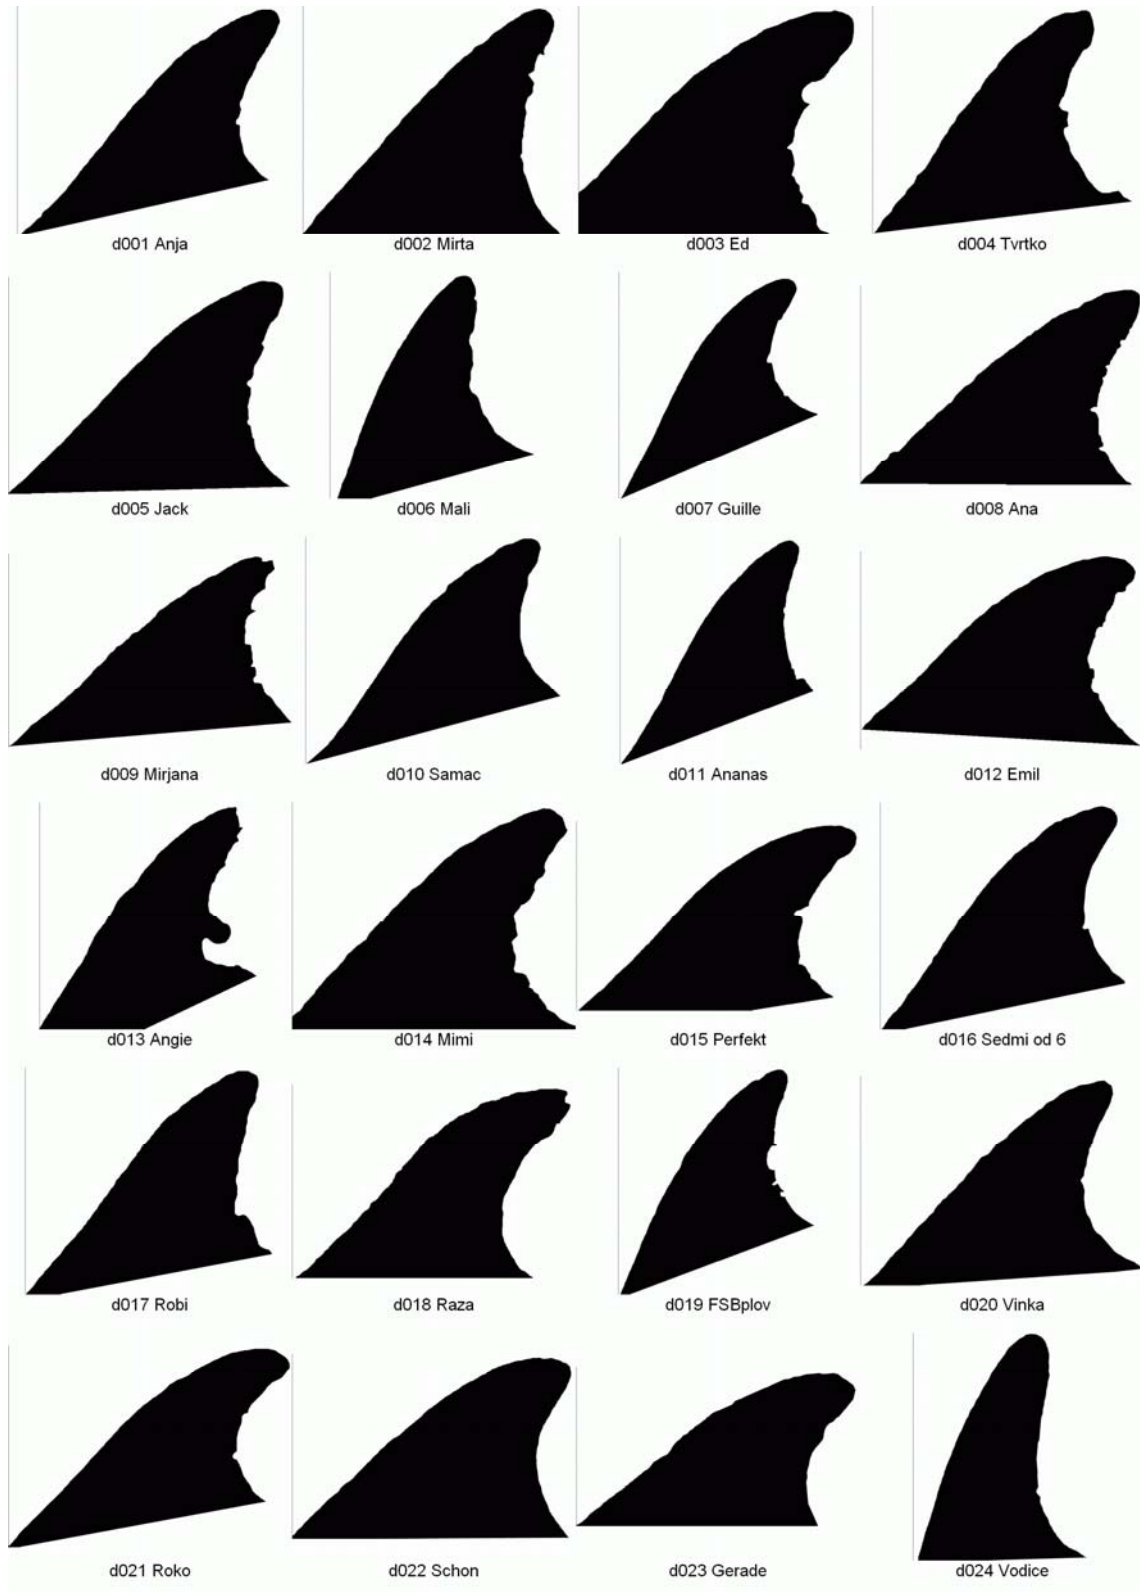 d001 Anja
d002 Mirta
d003 Ed
d004 Tvrtko
d005 Jack
d006 Mali
d007 Guille
d008 Ana
d009 Mirjana
d010 Samac
d011 Ananas
d012 Emil
d013 Angie
d014 Mimi
d015 Perfekt
d016 Sedmi od 6
d017 Robi
d018 Raza
d019 FSBplov
d020 Vinka
d021 Roko
d022 Schon
d023 Gerade
d024 Vodice